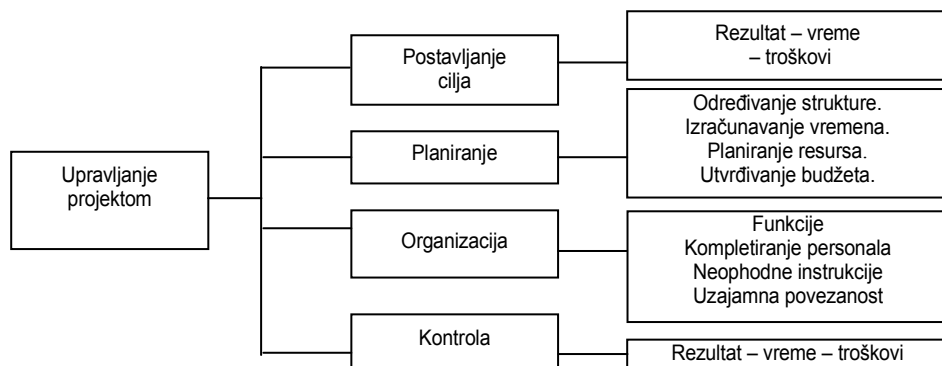 Upravljanje
projektom
Postavljanje
cilja
Rezultat – vreme
– troškovi
Planiranje
Određivanje strukture.
Izračunavanje vremena.
Planiranje resursa.
Utvrđivanje budžeta.
Organizacija
Funkcije
Kompletiranje personala
Neophodne instrukcije
Uzajamna povezanost
Kontrola
Rezultat – vreme – troškovi